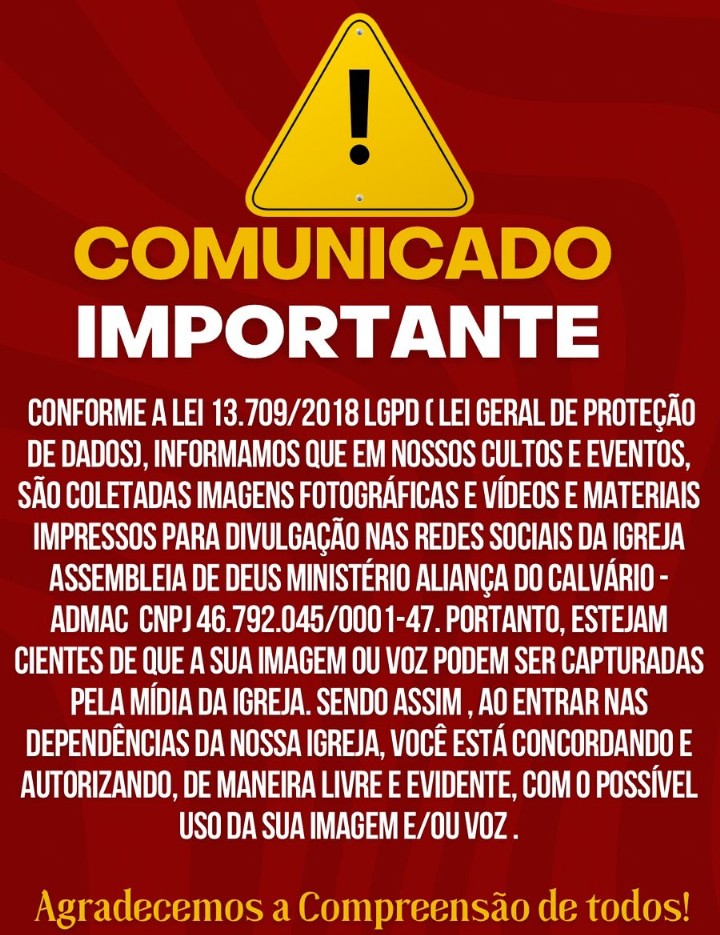 !
COMUNICADO
IMPORTANTE
CONFORME A LEI 13.709/2018 LGPD ( LEI GERAL DE PROTEÇÃO
DE DADOS), INFORMAMOS QUE EM NOSSOS CULTOS E EVENTOS,
SÃO COLETADAS IMAGENS FOTOGRÁFICAS E VÍDEOS E MATERIAIS
IMPRESSOS PARA DIVULGAÇÃO NAS REDES SOCIAIS DA IGREJA
ASSEMBLEIA DE DEUS MINISTÉRIO ALIANÇA DO CALVÁRIO -
ADMAC CNPJ 46.792.045/0001-47. PORTANTO, ESTEJAM
CIENTES DE QUE A SUA IMAGEM OU VOZ PODEM SER CAPTURADAS
PELA MÍDIA DA IGREJA. SENDO ASSIM , AO ENTRAR NAS
DEPENDÊNCIAS DA NOSSA IGREJA, VOCÊ ESTÁ CONCORDANDO E
AUTORIZANDO, DE MANEIRA LIVRE E EVIDENTE, COM O POSSÍVEL
USO DA SUA IMAGEM E/OU VOZ .
Agradecemos a Compreensão de todos!